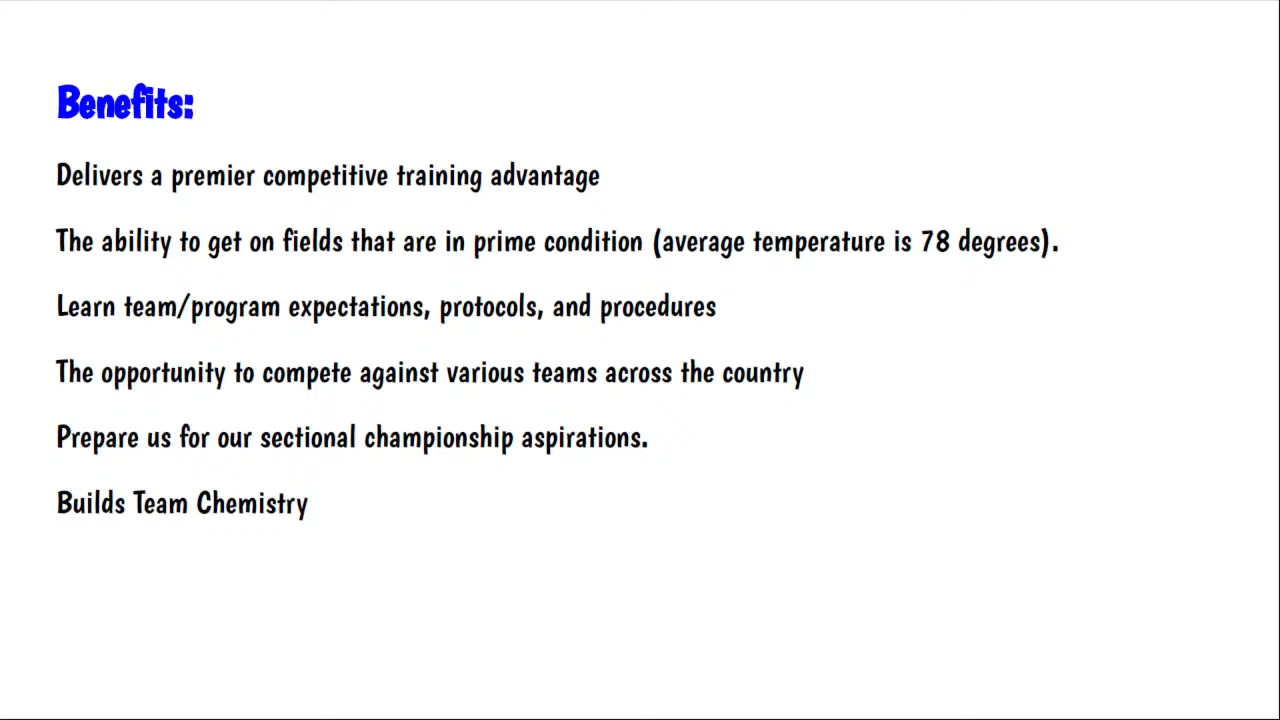 Benefits:
Delivers a premier competitive training advantage
The ability to get on fields that are in prime condition (average temperature is 78 degrees).
Learn team/program expectations, protocols, and procedures
The opportunity to compete against various teams across the country
Prepare us for our sectional championship aspirations.
Builds Team Chemistry